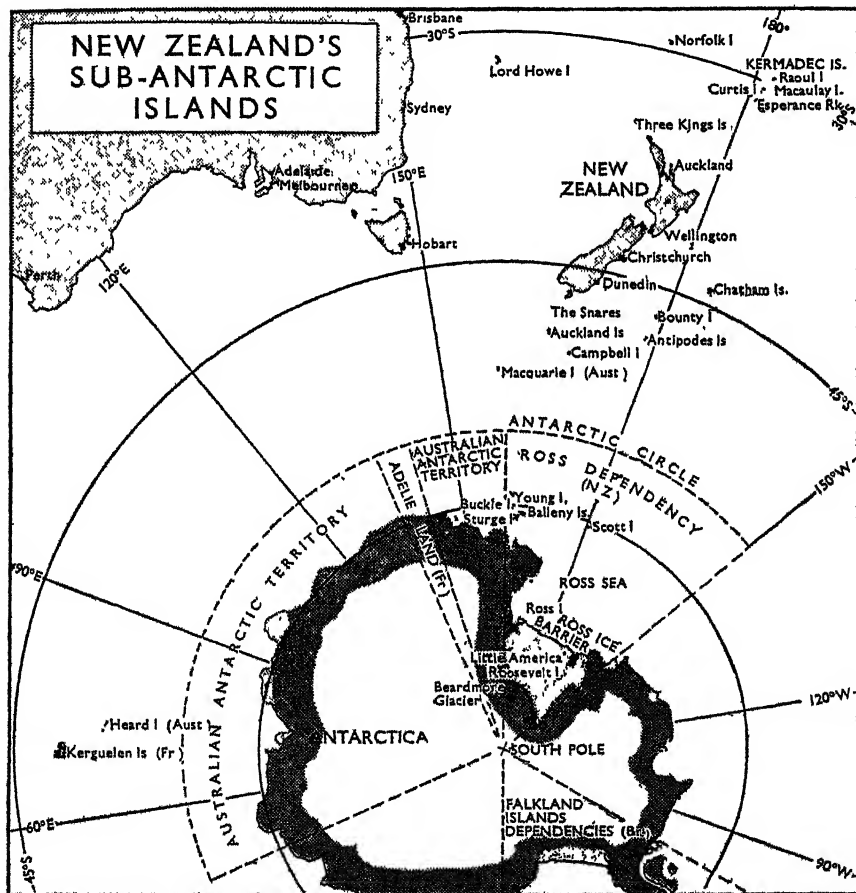 NEW ZEALAND'S
SUB-ANTARCTIC
ISLANDS
Brisbane
30°S
Norfolk I
180°
Lord Howe I
KERMADEC IS.
Raoul I
Curtis I
Macaulay I.
Esperance Rk.
30°S
Sydney
Three Kings Is
Adelaide
Melbourne
150°E
NEW
ZEALAND
Auckland
Hobart
Wellington
Christchurch
Perth
120°E
Dunedin
Chatham Is.
The Snares
Bounty I
Auckland Is
Antipodes Is
Campbell I
Macquarie I (Aust)
45°S
ANTARCTIC CIRCLE
AUSTRALIAN
ANTARCTIC
TERRITORY
ROSS DEPENDENCY
(NZ)
150°W
ADELIE LAND (Fr)
AUSTRALIAN ANTARCTIC TERRITORY
Buckle I.
Young I,
Sturge I
Balleny Is.
Scott I
90°E
ROSS SEA
Ross I
ROSS ICE
BARRIER
Little America
Roosevelt I.
Beardmore
Glacier
120°W
Heard I (Aust)
Kerguelen Is (Fr)
ANTARCTICA
SOUTH POLE
FALKLAND
ISLANDS
DEPENDENCIES (Brit)
60°E
45°S
90°W